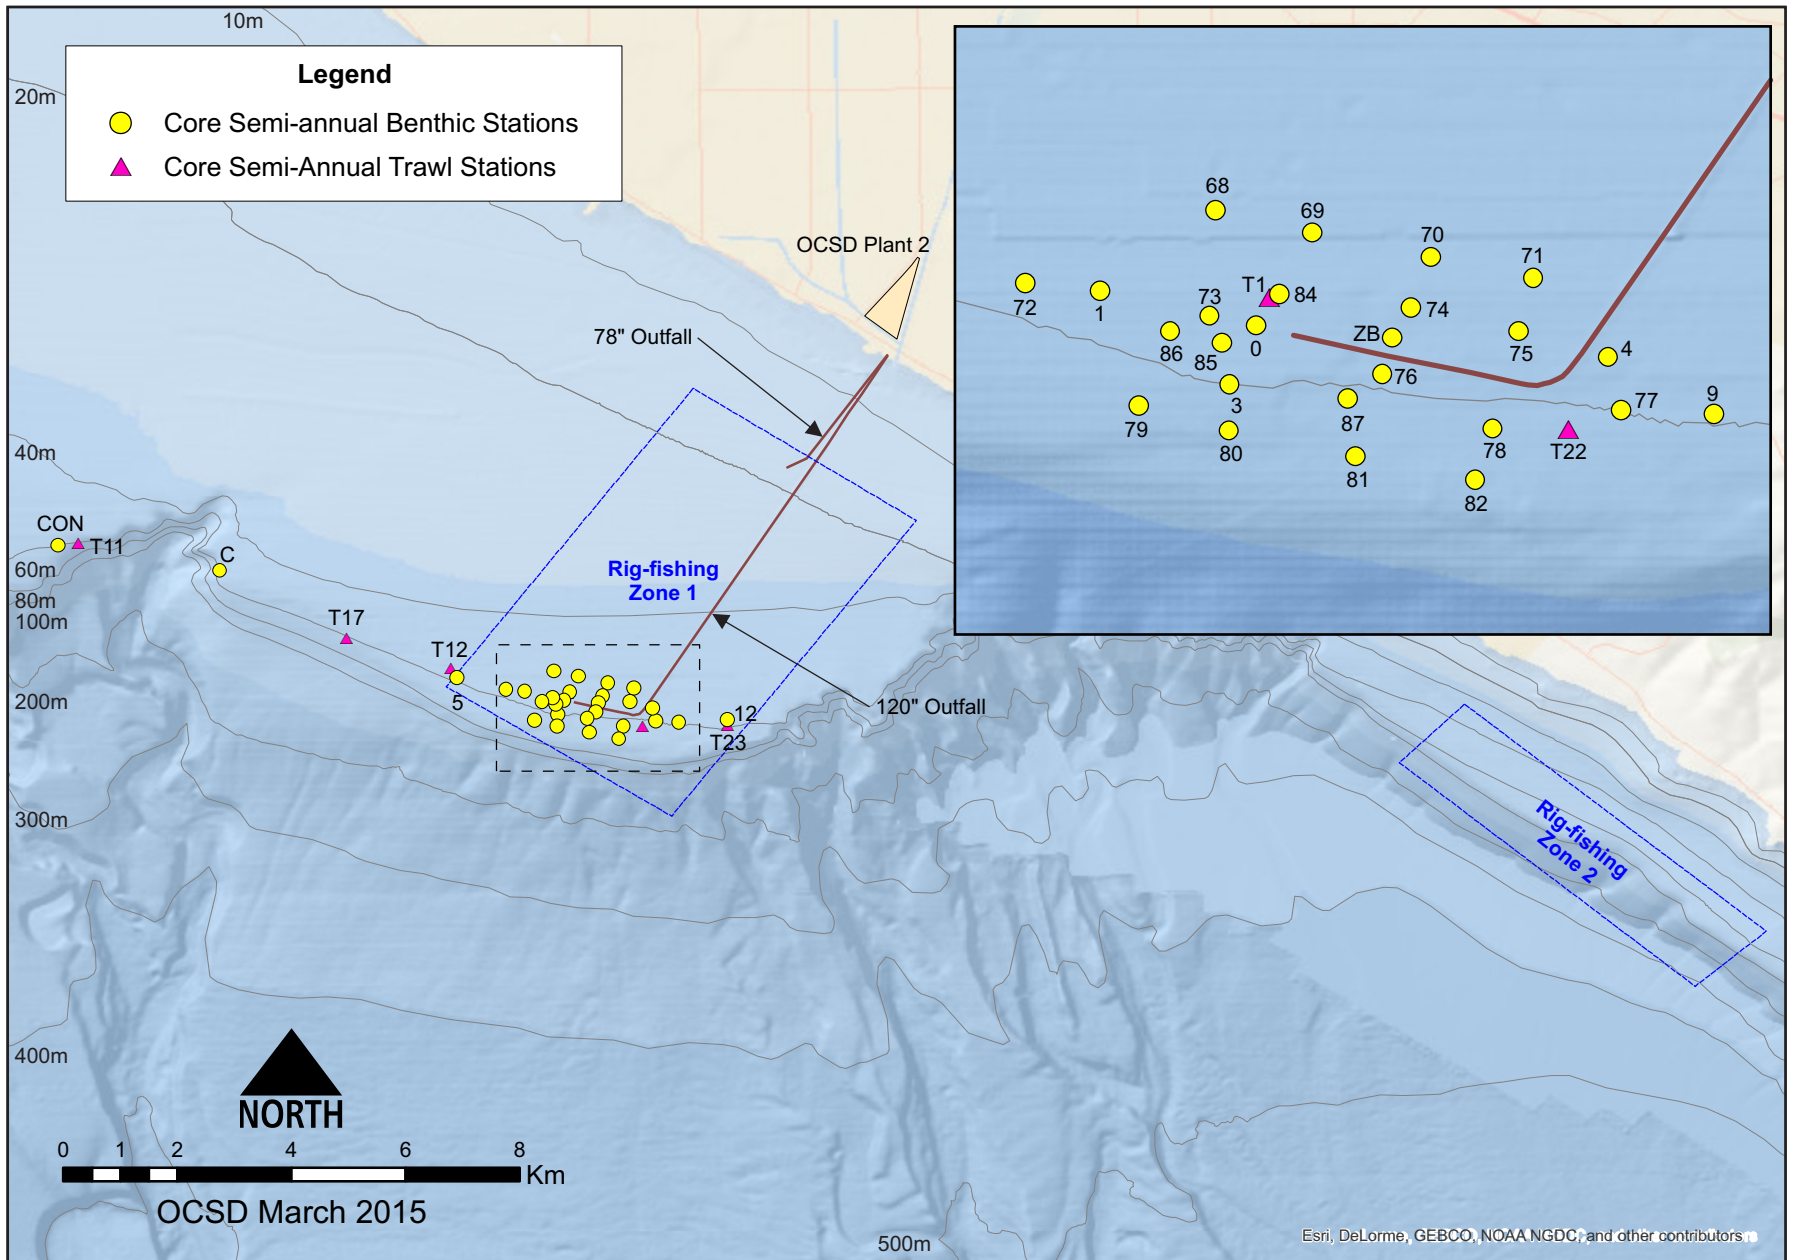 10m
20m
Legend
Core Semi-annual Benthic Stations
Core Semi-Annual Trawl Stations
OCSD Plant 2
78" Outfall
40m
CON
T11
C
60m
80m
100m
T17
T12
5
Rig-fishing
Zone 1
200m
12
T23
120" Outfall
300m
Rig-fishing
Zone 2
400m
NORTH
0 1 2 4 6 8
Km
OCSD March 2015
500m
Esri, DeLorme, GEBCO, NOAA NGDC, and other contributors
68
69
70
71
72
1
T1
84
73
74
86
85
0
ZB
75
4
76
3
79
80
87
77
9
78
T22
81
82